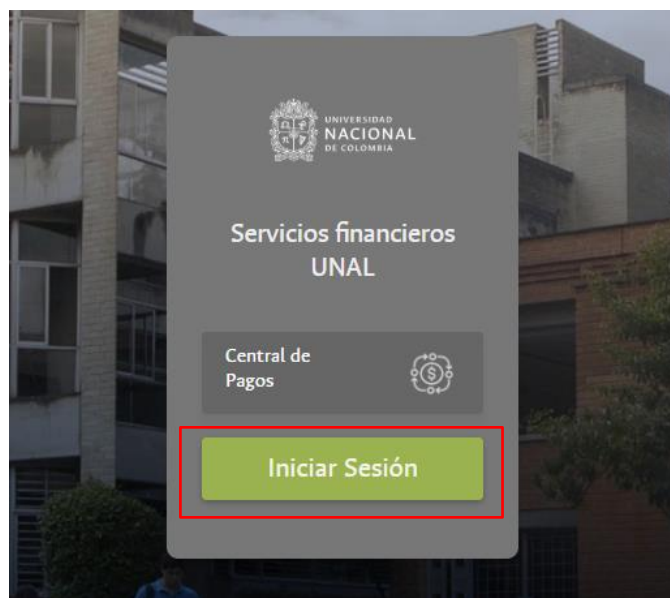 UNIVERSIDAD
NACIONAL
DE COLOMBIA
Servicios financieros
UNAL
Central de
Pagos
$
Iniciar Sesión